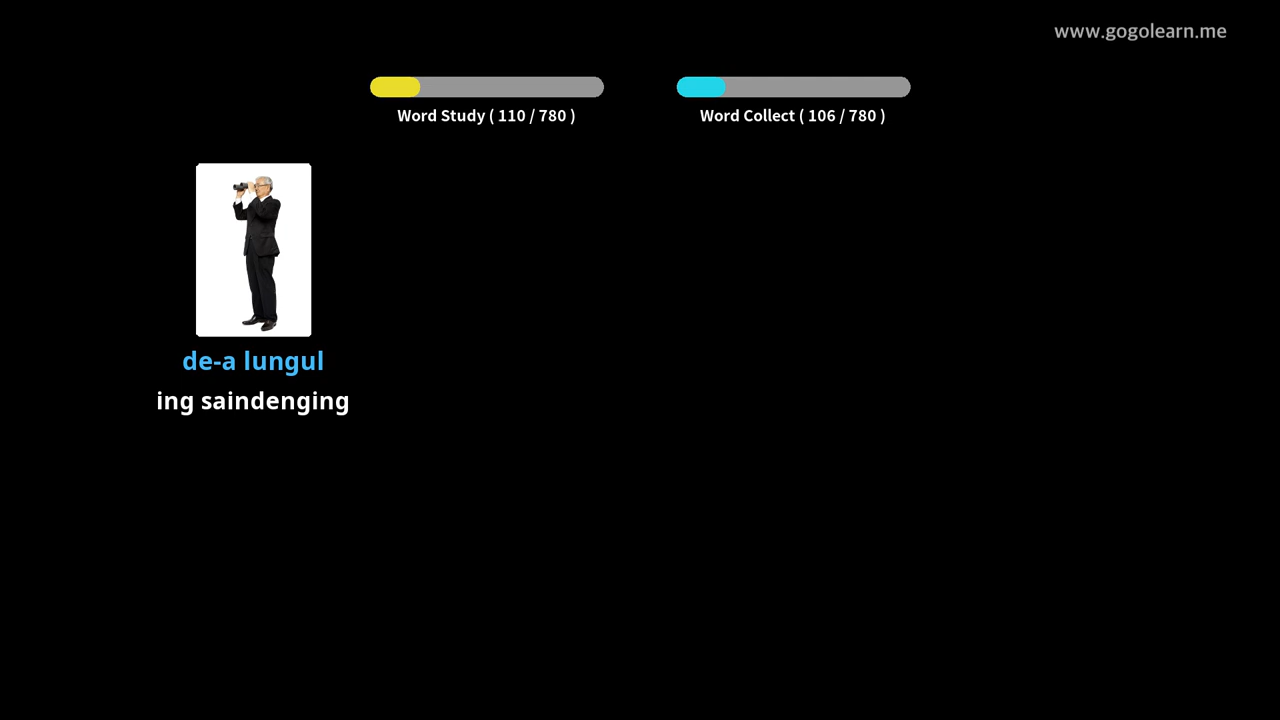 www.gogolearn.me
Word Study ( 110 / 780 )
Word Collect ( 106 / 780 )
de-a lungul
ing saindenging